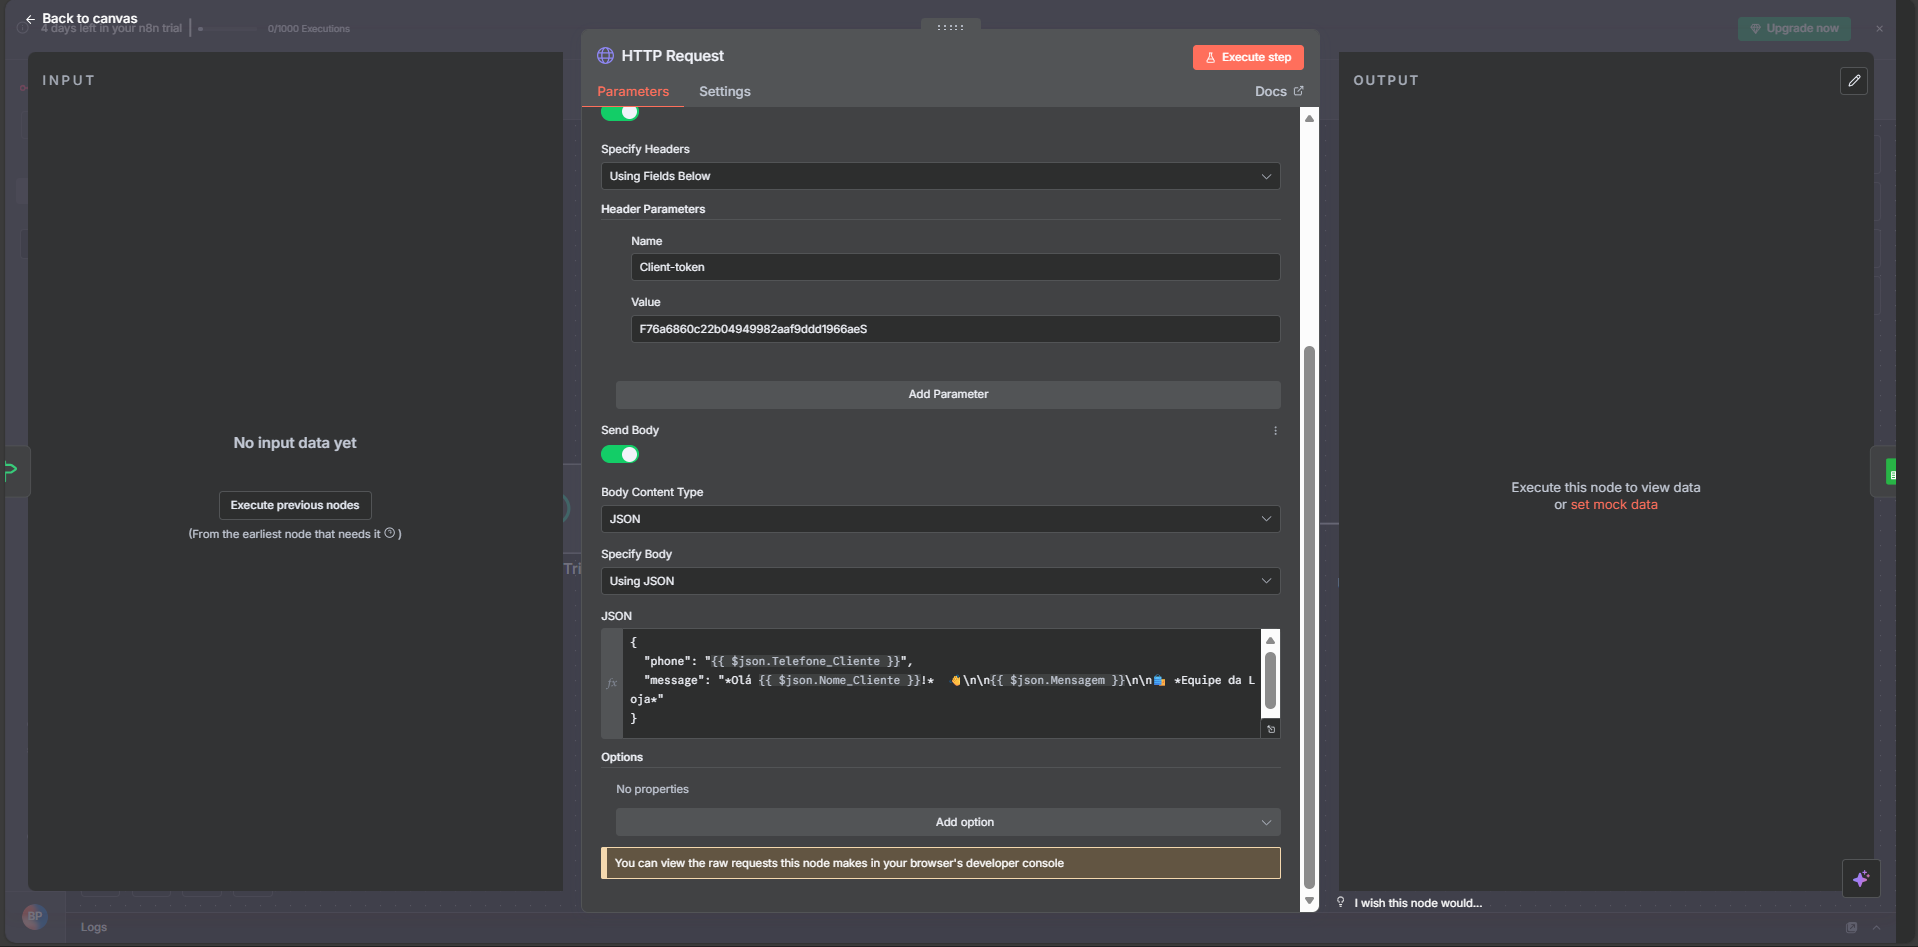 Back to canvas
4 days left in your n8n trial
0/1000 Executions
Upgrade now
INPUT
No input data yet
Execute previous nodes
(From the earliest node that needs it )
Tri
HTTP Request
Execute step
Parameters
Settings
Docs
Specify Headers
Using Fields Below
Header Parameters
Name
Client-token
Value
F76a6860c22b04949982aaf9ddd1966aeS
Add Parameter
Send Body
Body Content Type
JSON
Specify Body
Using JSON
JSON
fx
{
"phone": "{{ $json.Telefone_Cliente }}",
"message": "*Olá {{ $json.Nome_Cliente }}!* 👋\n\n{{ $json.Mensagem }}\n\n🛍️ *Equipe da L
oja*"
}
Options
No properties
Add option
You can view the raw requests this node makes in your browser's developer console
OUTPUT
Execute this node to view data
or set mock data
I wish this node would...
BP
Logs